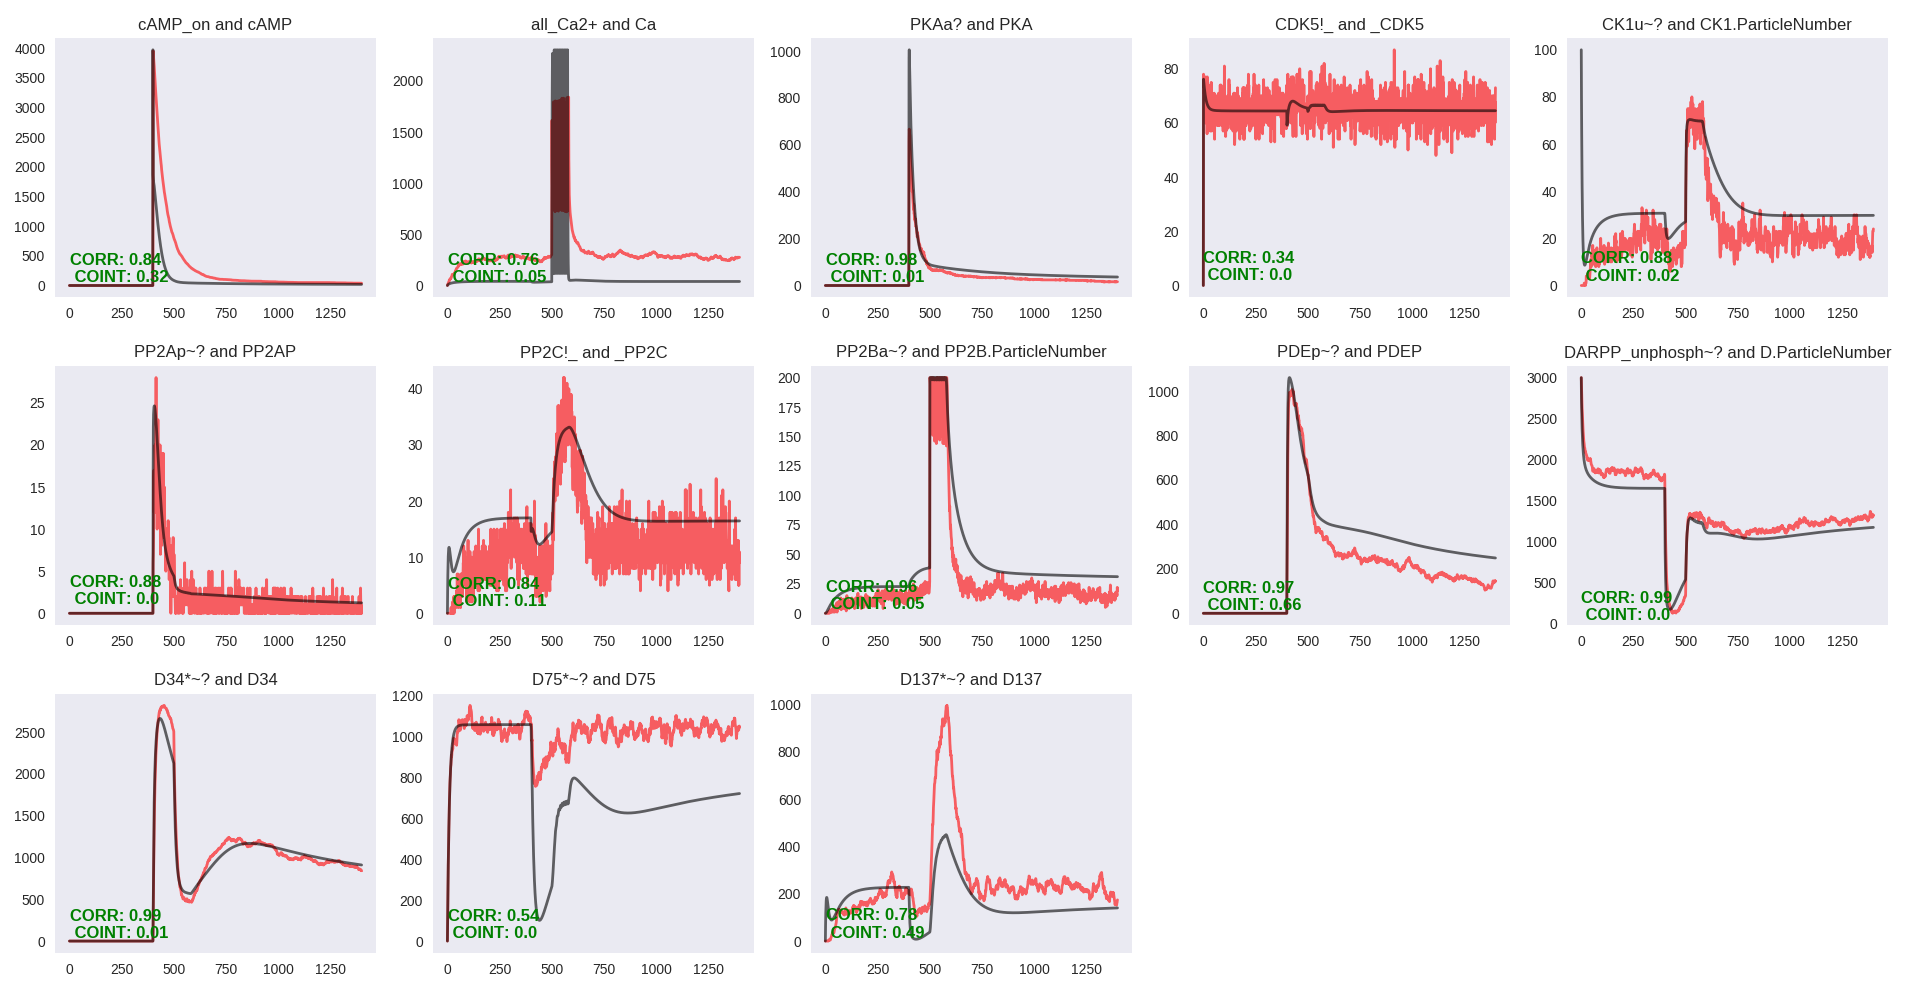 cAMP_on and cAMP
4000
3500
3000
2500
2000
1500
1000
500
0
CORR: 0.84
COINT: 0.32
0 250 500 750 1000 1250
all_Ca2+ and Ca
2000
1500
1000
500
0
CORR: 0.76
COINT: 0.05
0 250 500 750 1000 1250
PKAa? and PKA
1000
800
600
400
200
0
CORR: 0.98
COINT: 0.01
0 250 500 750 1000 1250
CDK5!_ and _CDK5
80
60
40
20
0
CORR: 0.34
COINT: 0.0
0 250 500 750 1000 1250
CK1u~? and CK1.ParticleNumber
100
80
60
40
20
0
CORR: 0.88
COINT: 0.02
0 250 500 750 1000 1250
PP2Ap~? and PP2AP
25
20
15
10
5
0
CORR: 0.88
COINT: 0.0
0 250 500 750 1000 1250
PP2C!_ and _PP2C
40
30
20
10
0
CORR: 0.84
COINT: 0.11
0 250 500 750 1000 1250
PP2Ba~? and PP2B.ParticleNumber
200
175
150
125
100
75
50
25
0
CORR: 0.96
COINT: 0.05
0 250 500 750 1000 1250
PDEp~? and PDEP
1000
800
600
400
200
0
CORR: 0.97
COINT: 0.66
0 250 500 750 1000 1250
DARPP_unphosph~? and D.ParticleNumber
3000
2500
2000
1500
1000
500
0
CORR: 0.99
COINT: 0.0
0 250 500 750 1000 1250
D34*~? and D34
2500
2000
1500
1000
500
0
CORR: 0.99
COINT: 0.01
0 250 500 750 1000 1250
D75*~? and D75
1200
1000
800
600
400
200
0
CORR: 0.54
COINT: 0.0
0 250 500 750 1000 1250
D137*~? and D137
1000
800
600
400
200
0
CORR: 0.78
COINT: 0.49
0 250 500 750 1000 1250